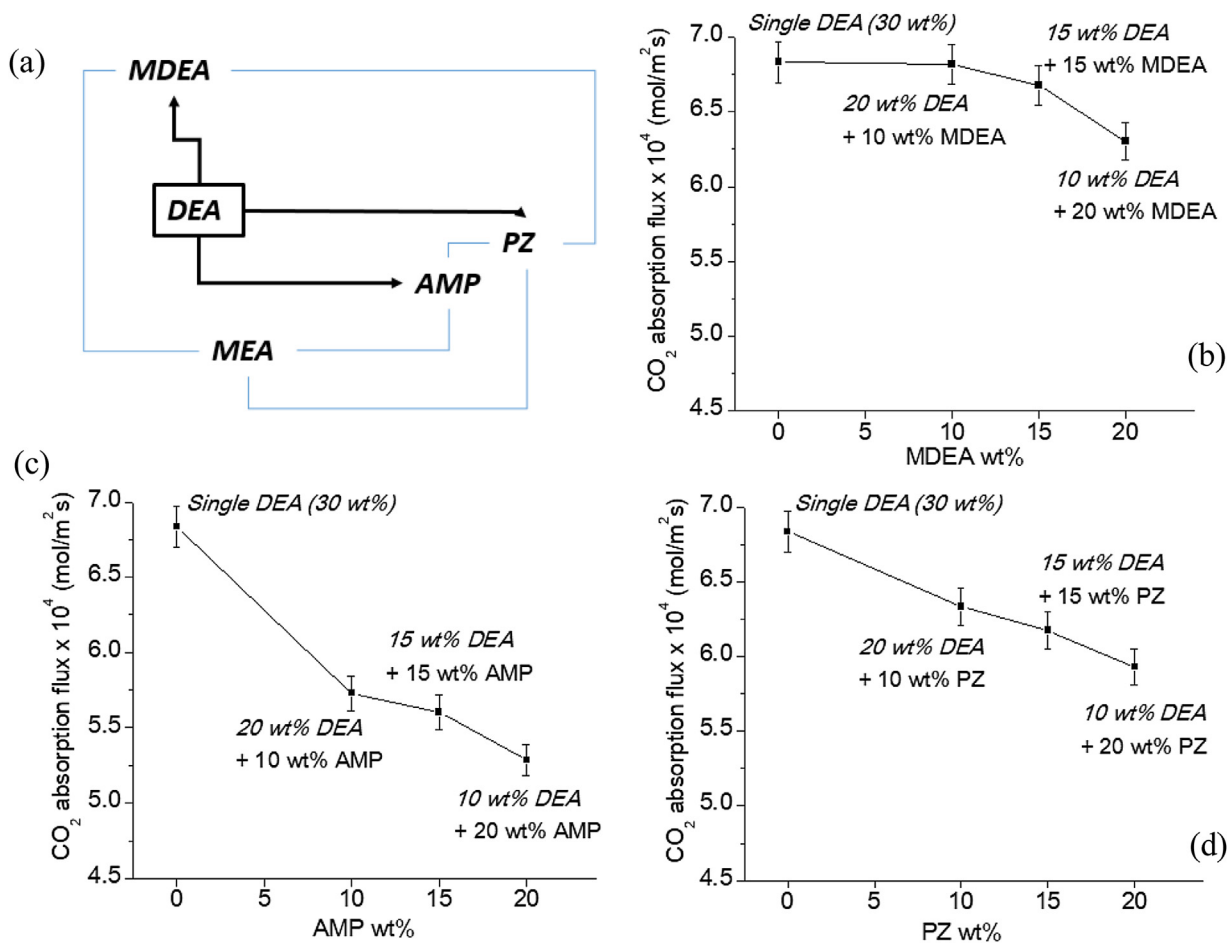 (a)
MDEA
DEA
PZ
AMP
MEA
(b)
CO2 absorption flux x 10^4 (mol/m^2s)
7.0
6.5
6.0
5.5
5.0
4.5
Single DEA (30 wt%)
20 wt% DEA
+ 10 wt% MDEA
15 wt% DEA
+ 15 wt% MDEA
10 wt% DEA
+ 20 wt% MDEA
0
5
10
15
20
MDEA wt%
(c)
CO2 absorption flux x 10^4 (mol/m^2s)
7.0
6.5
6.0
5.5
5.0
4.5
Single DEA (30 wt%)
20 wt% DEA
+ 10 wt% AMP
15 wt% DEA
+ 15 wt% AMP
10 wt% DEA
+ 20 wt% AMP
0
5
10
15
20
AMP wt%
(d)
CO2 absorption flux x 10^4 (mol/m^2s)
7.0
6.5
6.0
5.5
5.0
4.5
Single DEA (30 wt%)
20 wt% DEA
+ 10 wt% PZ
15 wt% DEA
+ 15 wt% PZ
10 wt% DEA
+ 20 wt% PZ
0
5
10
15
20
PZ wt%